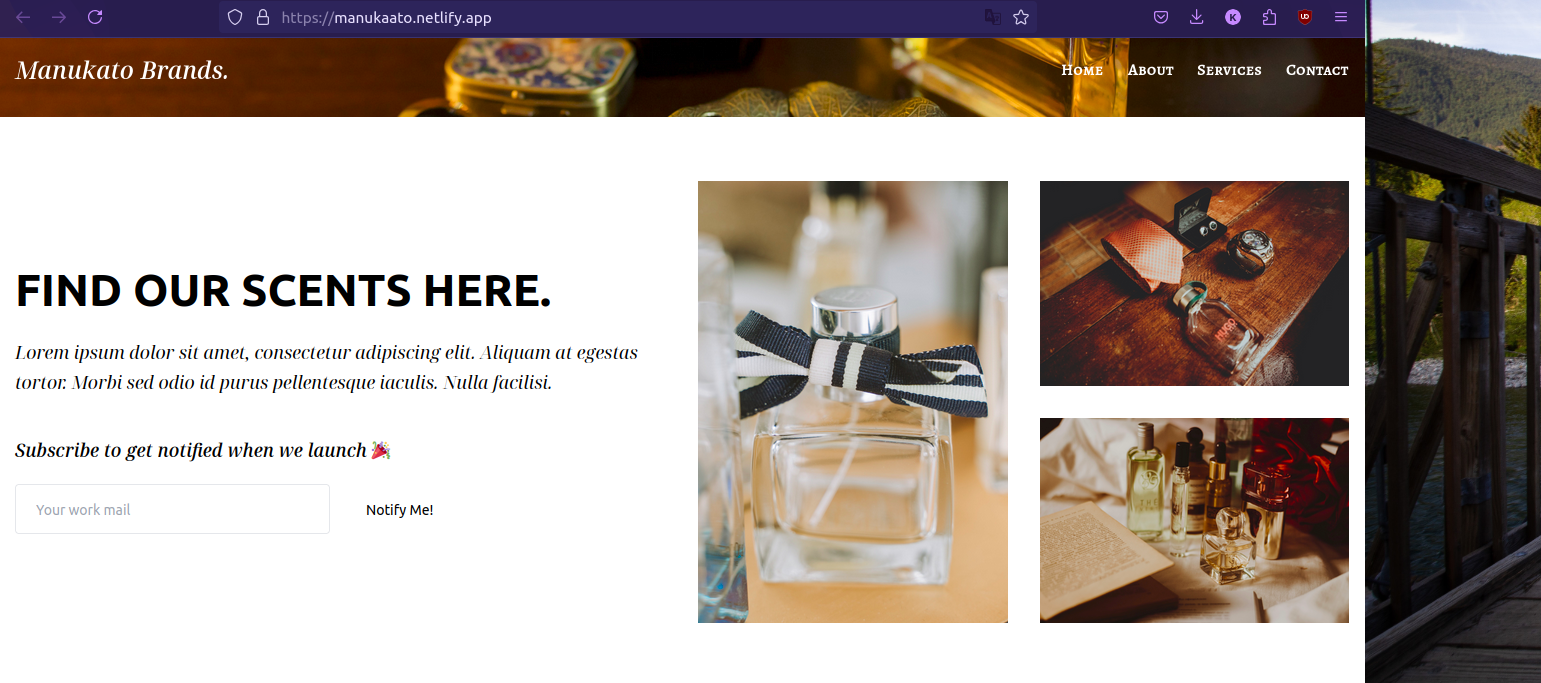 https://manukaato.netlify.app
Manukato Brands.
Home About Services Contact
FIND OUR SCENTS HERE.
Lorem ipsum dolor sit amet, consectetur adipiscing elit. Aliquam at egestas
tortor. Morbi sed odio id purus pellentesque iaculis. Nulla facilisi.
Subscribe to get notified when we launch 🎉
Your work mail
Notify Me!
HUGO